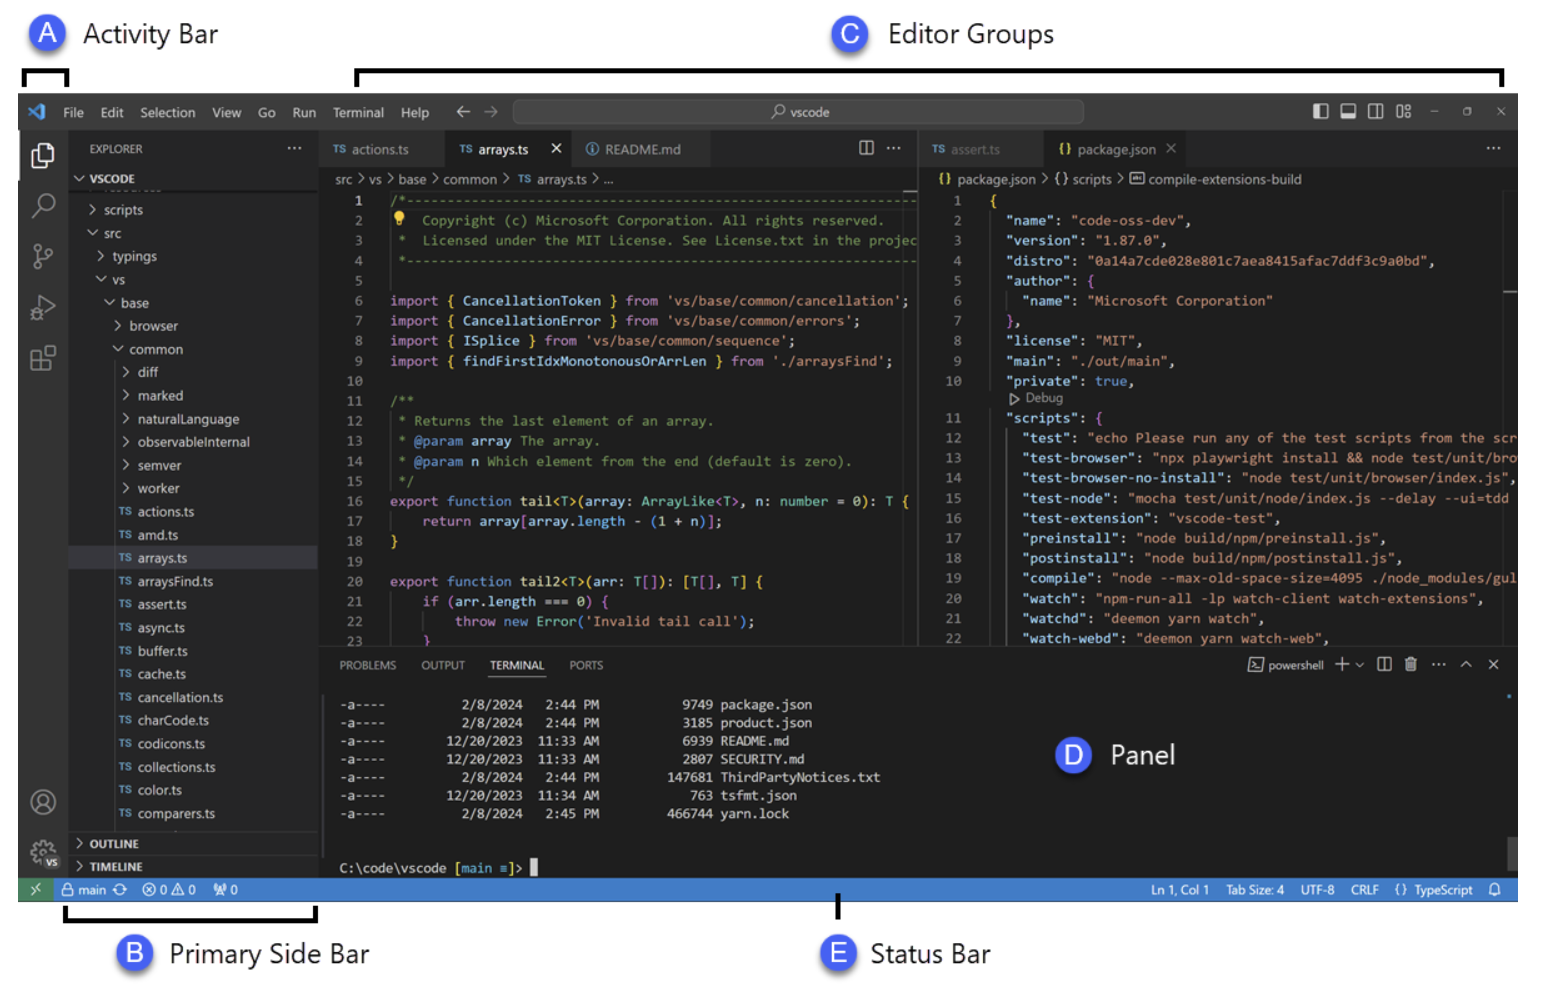 A Activity Bar
C Editor Groups
File Edit Selection View Go Run Terminal Help
vscode
EXPLORER
VSCODE
scripts
src
typings
vs
base
browser
common
diff
marked
naturalLanguage
observableInternal
semver
worker
TS actions.ts
TS amd.ts
TS arrays.ts
TS arraysFind.ts
TS assert.ts
TS async.ts
TS buffer.ts
TS cache.ts
TS cancellation.ts
TS charCode.ts
TS codicons.ts
TS collections.ts
TS color.ts
TS comparers.ts
OUTLINE
TIMELINE
VS
TS actions.ts TS arrays.ts README.md
src > vs > base > common > TS arrays.ts > ...
1 /*----------------------------------------------------------------
2 Copyright (c) Microsoft Corporation. All rights reserved.
3 * Licensed under the MIT License. See License.txt in the projec
4 *----------------------------------------------------------------
5
6 import { CancellationToken } from 'vs/base/common/cancellation';
7 import { CancellationError } from 'vs/base/common/errors';
8 import { ISplice } from 'vs/base/common/sequence';
9 import { findFirstIdxMonotonousOrArrLen } from './arraysFind';
10
11 /**
12 * Returns the last element of an array.
13 * @param array The array.
14 * @param n Which element from the end (default is zero).
15 */
16 export function tail<T>(array: ArrayLike<T>, n: number = 0): T {
17 return array[array.length - (1 + n)];
18 }
19
20 export function tail2<T>(arr: T[]): [T[], T] {
21 if (arr.length === 0) {
22 throw new Error('Invalid tail call');
23 }
TS assert.ts {} package.json
{} package.json > {} scripts > abc compile-extensions-build
1 {
2 "name": "code-oss-dev",
3 "version": "1.87.0",
4 "distro": "0a14a7cde028e801c7aea8415afac7ddf3c9a0bd",
5 "author": {
6 "name": "Microsoft Corporation"
7 },
8 "license": "MIT",
9 "main": "./out/main",
10 "private": true,
Debug
11 "scripts": {
12 "test": "echo Please run any of the test scripts from the scr
13 "test-browser": "npx playwright install && node test/unit/bro
14 "test-browser-no-install": "node test/unit/browser/index.js",
15 "test-node": "mocha test/unit/node/index.js --delay --ui=tdd
16 "test-extension": "vscode-test",
17 "preinstall": "node build/npm/preinstall.js",
18 "postinstall": "node build/npm/postinstall.js",
19 "compile": "node --max-old-space-size=4095 ./node_modules/gul
20 "watch": "npm-run-all -lp watch-client watch-extensions",
21 "watchd": "deemon yarn watch",
22 "watch-webd": "deemon yarn watch-web",
PROBLEMS OUTPUT TERMINAL PORTS
powershell
-a---- 2/8/2024 2:44 PM 9749 package.json
-a---- 2/8/2024 2:44 PM 3185 product.json
-a---- 12/20/2023 11:33 AM 6939 README.md
-a---- 12/20/2023 11:33 AM 2807 SECURITY.md
-a---- 2/8/2024 2:44 PM 147681 ThirdPartyNotices.txt
-a---- 12/20/2023 11:34 AM 763 tsfmt.json
-a---- 2/8/2024 2:45 PM 466744 yarn.lock
C:\code\vscode [main ≡]>
D Panel
main 0 0 0
Ln 1, Col 1 Tab Size: 4 UTF-8 CRLF {} TypeScript
B Primary Side Bar
E Status Bar